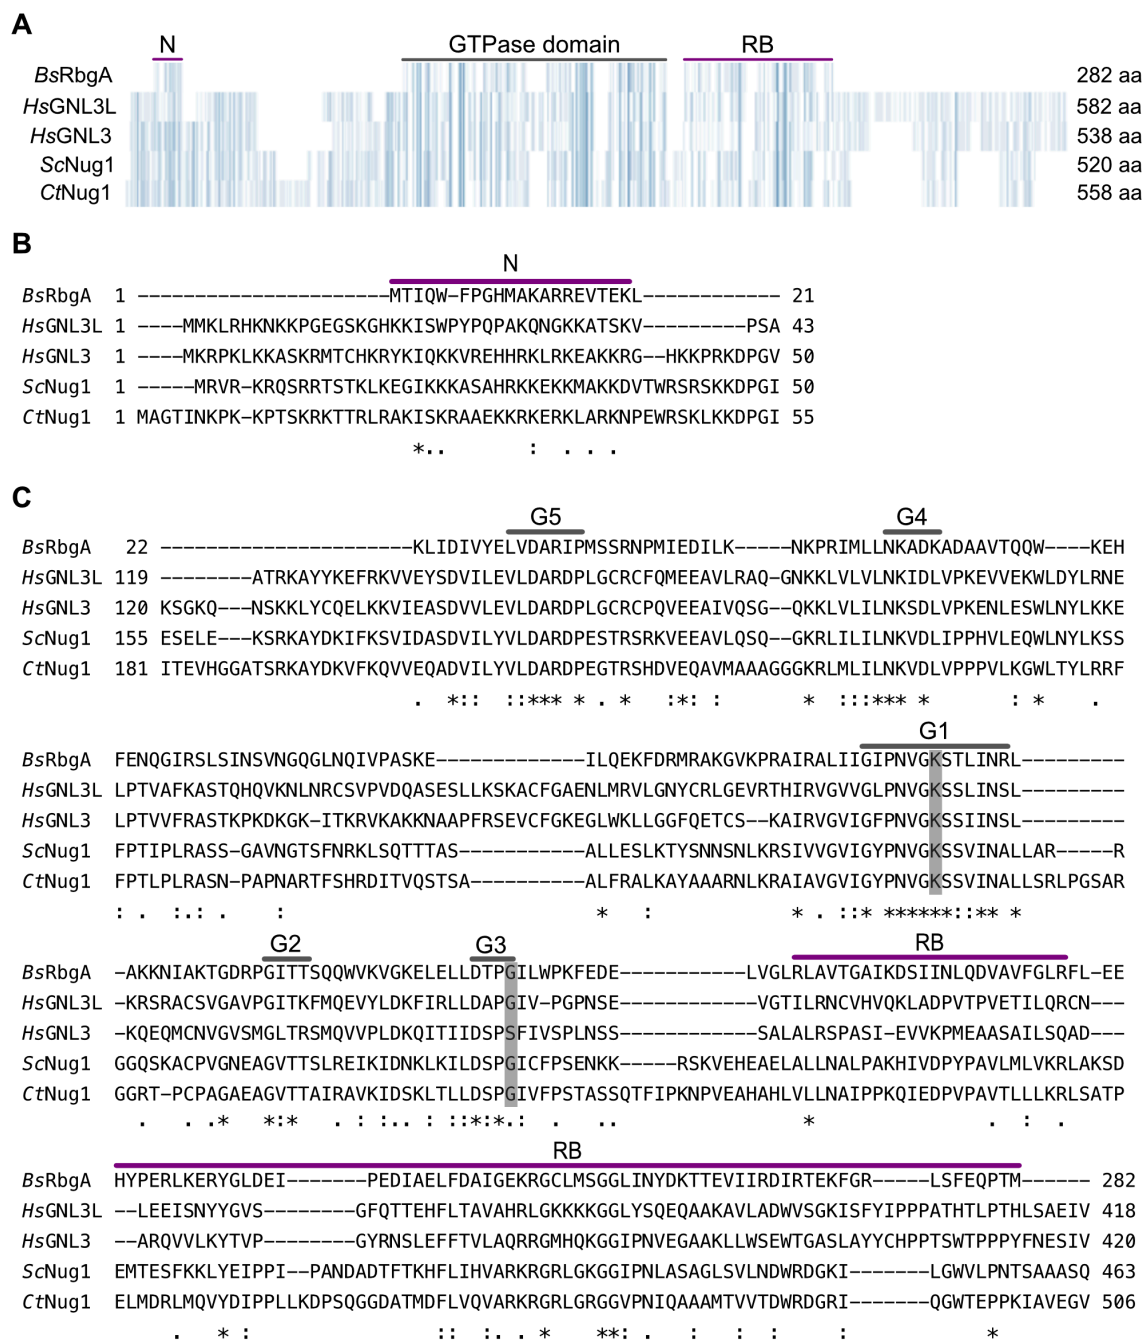 A
N GTPase domain RB
BsRbgA 282 aa
HsGNL3L 582 aa
HsGNL3 538 aa
ScNug1 520 aa
CtNug1 558 aa
B
N
BsRbgA 1 ----------------------MTIQW-FPGHMAKARREVTEKL------------ 21
HsGNL3L 1 ----MMKLRHKNKKPGEGSKGHKKISWPYPQPAKQNGKKATSKV---------PSA 43
HsGNL3 1 ----MKRPKLKKASKRMTCHKRYKIQKKVREHHRKLRKEAKKRG--HKKPRKDPGV 50
ScNug1 1 -----MRVR-KRQSRRTSTKLKEGIKKKASAHRKKEKKMAKKDVTWRSRSKKDPGI 50
CtNug1 1 MAGTINKPK-KPTSKRKTTRLRAKISKRAAEKKRKERKLARKNPEWRSKLKKDPGI 55
*.. : . . .
C
G5 G4
BsRbgA 22 ----------------------KLIDIVYELVDARIPMSSRNPMIEDILK-----NKPRIMLLNKADKADAAVTQQW----KEH
HsGNL3L 119 --------ATRKAYYKEFRKVVEYSDVILEVLDARDPLGCRCFQMEEAVLRAQ-GNKKLVLVLNKIDLVPKEVVEKWLDYLRNE
HsGNL3 120 KSGKQ---NSKKLYCQELKKVIEASDVVLEVLDARDPLGCRCPQVEEAIVQSG--QKKLVLILNKSDLVPKENLESWLNYLKKE
ScNug1 155 ESELE---KSRKAYDKIFKSVIDASDVILYVLDARDPESTRSRKVEEAVLQSQ--GKRLILILNKVDLIPPHVLEQWLNYLKSS
CtNug1 181 ITEVHGGATSRKAYDKVFKQVVEQADVILYVLDARDPEGTRSHDVEQAVMAAAGGGKRLMLILNKVDLVPPPVLKGWLTYLRRF
. *:: ::*** * . * :*: : * :::*** * : * .
G1
BsRbgA FENQGIRSLSINSVNGQGLNQIVPASKE-------------ILQEKFDRMRAKGVKPRAIRALIIGIPNVGKSTLINRL---------
HsGNL3L LPTVAFKASTQHQVKNLNRCSVPVDQASESLLKSKACFGAENLMRVLGNYCRLGEVRTHIRVGVVGLPNVGKSSLINSL---------
HsGNL3 LPTVVFRASTKPKDKGK-ITKRVKAKKNAAPFRSEVCFGKEGLWKLLGGFQETCS--KAIRVGVIGFPNVGKSSIINSL---------
ScNug1 FPTIPLRASS-GAVNGTSFNRKLSQTTTAS-----------ALLESLKTYSNNSNLKRSIVVGVIGYPNVGKSSVINALLAR-----R
CtNug1 FPTLPLRASN-PAPNARTFSHRDITVQSTSA----------ALFRALKAYAAARNLKRAIAVGVIGYPNVGKSSVINALLSRLPGSAR
: . :.: . : * : * . ::* ******::** *
G2 G3 RB
BsRbgA -AKKNIAKTGDRPGITTSQQWVKVGKELELLDTPGILWPKFEDE-----------LVGLRLAVTGAIKDSIINLQDVAVFGLRFL-EE
HsGNL3L -KRSRACSVGAVPGITKFMQEVYLDKFIRLLDAPGIV-PGPNSE-----------VGTILRNCVHVQKLADPVTPVETILQRCN---
HsGNL3 -KQEQMCNVGVSMGLTRSMQVVPLDKQITIIDSPSFIVSPLNSS-----------SALALRSPASI-EVVKPMEAASAILSQAD---
ScNug1 GGQSKACPVGNEAGVTTSLREIKIDNKLKILDSPGICFPSENKK-----RSKVEHEAELALLNALPAKHIVDPYPAVLMLVKRLAKSD
CtNug1 GGRT-PCPAGAEAGVTTAIRAVKIDSKLTLLDSPGIVFPSTASSQTFIPKNPVEAHAHLVLLNAIPPKQIEDPVPAVTLLLKRLSATP
. . .* *:* . : :.. : ::*:*.: . .. * . : .
RB
BsRbgA HYPERLKERYGLDEI-------PEDIAELFDAIGEKRGCLMSGGLINYDKTTEVIIRDIRTEKFGR-----LSFEQPTM------ 282
HsGNL3L --LEEISNYYGVS--------GFQTTEHFLTAVAHRLGKKKKGGLYSQEQAAKAVLADWVSGKISFYIPPPATHTLPTHLSAEIV 418
HsGNL3 --ARQVVLKYTVP--------GYRNSLEFFTVLAQRRGMHQKGGIPNVEGAAKLLWSEWTGASLAYYCHPPTSWTPPPYFNESIV 420
ScNug1 EMTESFKKLYEIPPI--PANDADTFTKHFLIHVARKRGRLGKGGIPNLASAGLSVLNDWRDGKI-------LGWVLPNTSAAASQ 463
CtNug1 ELMDRLMQVYDIPPLLKDPSQGGDATMDFLVQVARKRGRLGRGGVPNIQAAAMTVVTDWRDGRI-------QGWTEPPKIAVEGV 506
. * : :: :. . * **: . : : : : *